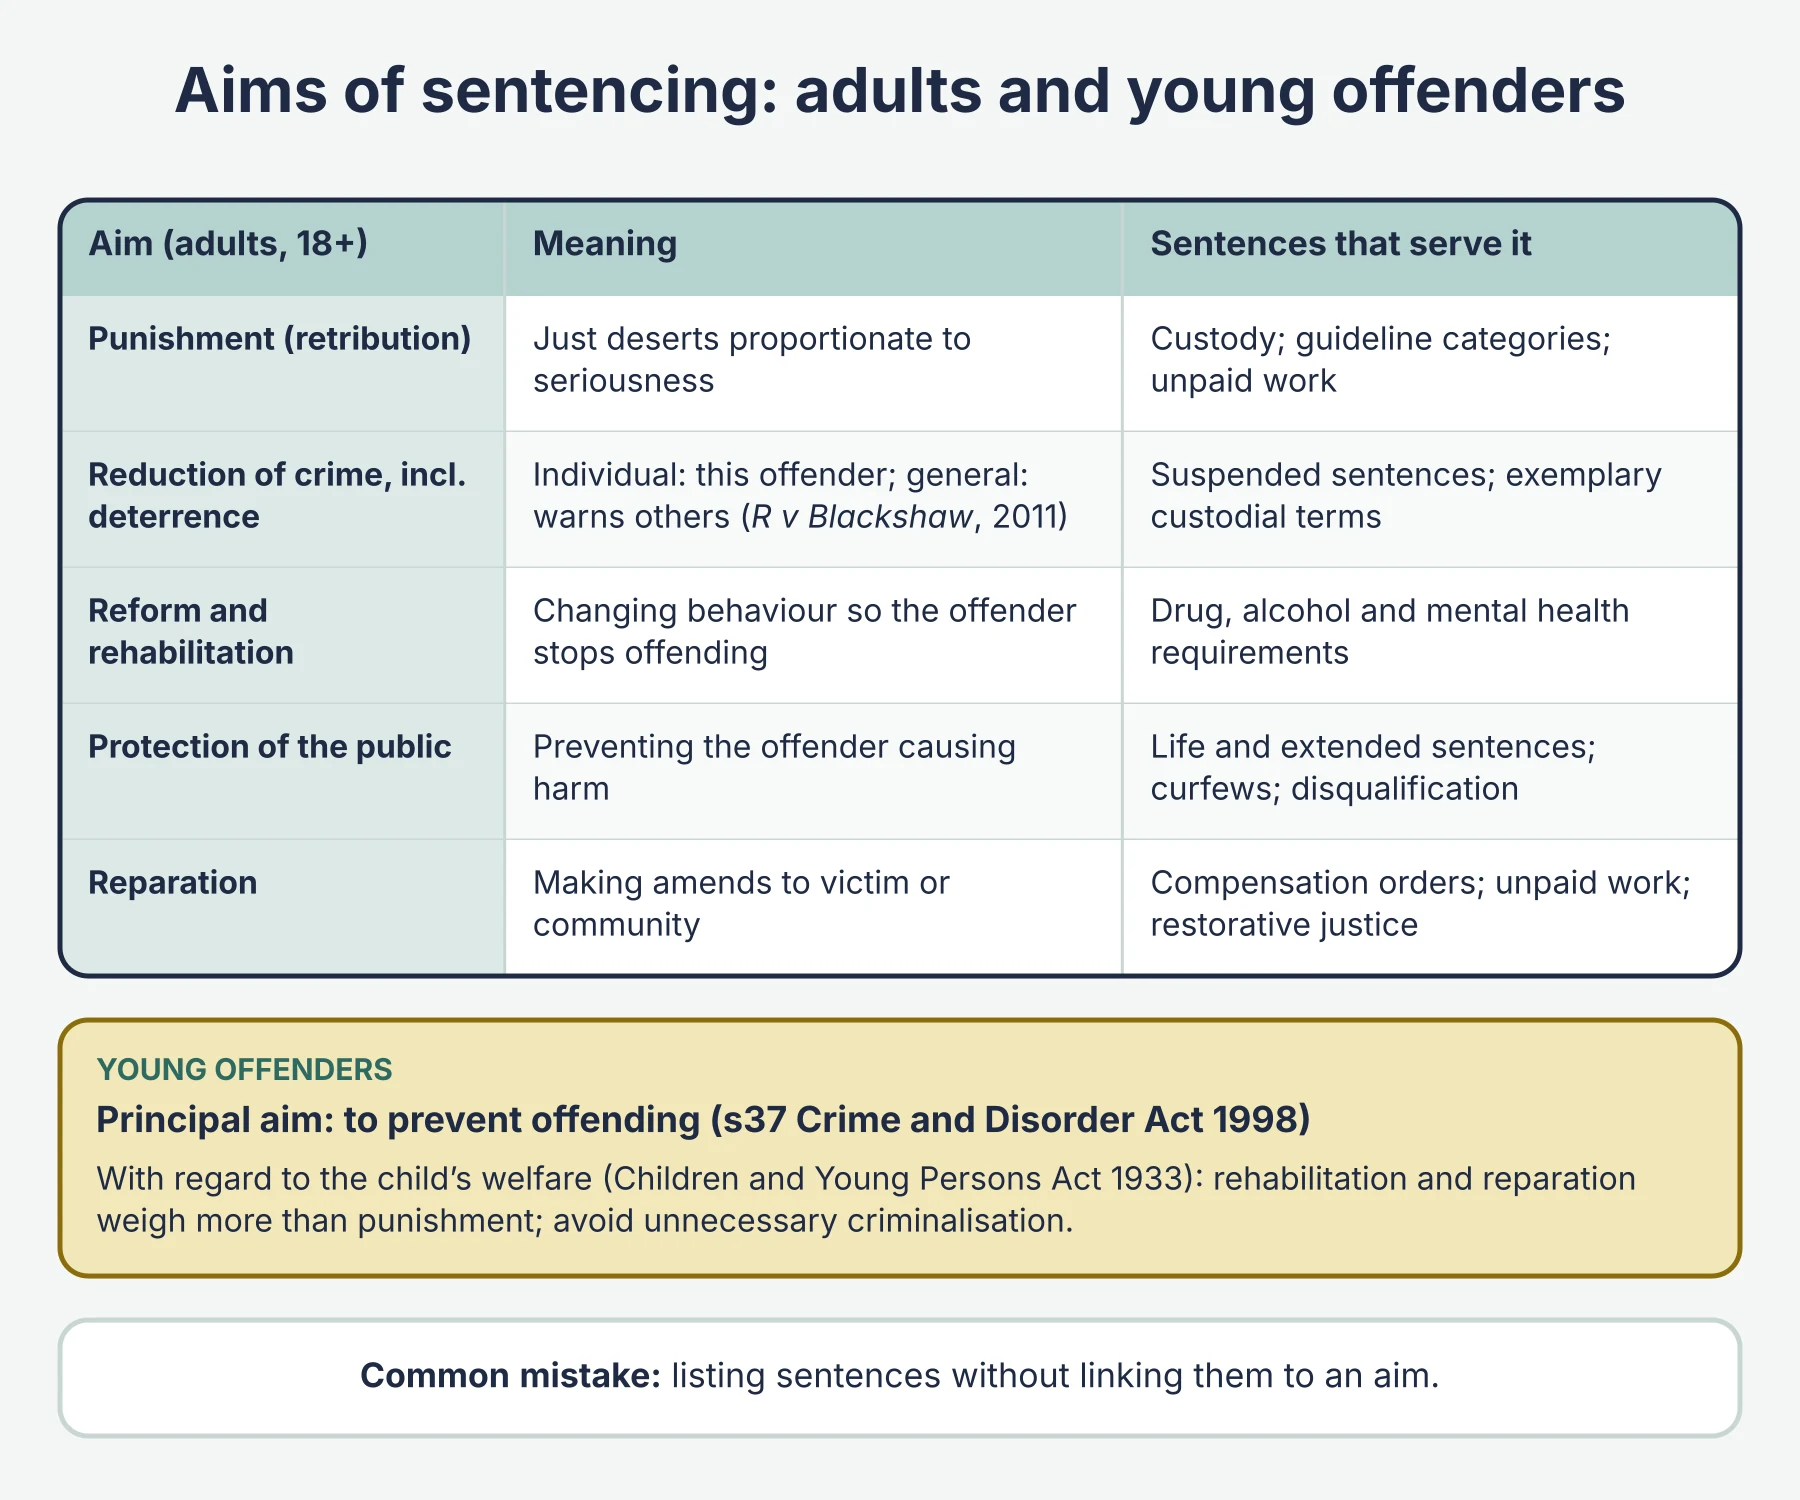 Aims of sentencing: adults and young offenders
Aim (adults, 18+)
Meaning
Sentences that serve it
Punishment (retribution)
Just deserts proportionate to
seriousness
Custody; guideline categories;
unpaid work
Reduction of crime, incl.
deterrence
Individual: this offender; general:
warns others (R v Blackshaw, 2011)
Suspended sentences; exemplary
custodial terms
Reform and
rehabilitation
Changing behaviour so the offender
stops offending
Drug, alcohol and mental health
requirements
Protection of the public
Preventing the offender causing
harm
Life and extended sentences;
curfews; disqualification
Reparation
Making amends to victim or
community
Compensation orders; unpaid work;
restorative justice
YOUNG OFFENDERS
Principal aim: to prevent offending (s37 Crime and Disorder Act 1998)
With regard to the child’s welfare (Children and Young Persons Act 1933): rehabilitation and reparation
weigh more than punishment; avoid unnecessary criminalisation.
Common mistake: listing sentences without linking them to an aim.